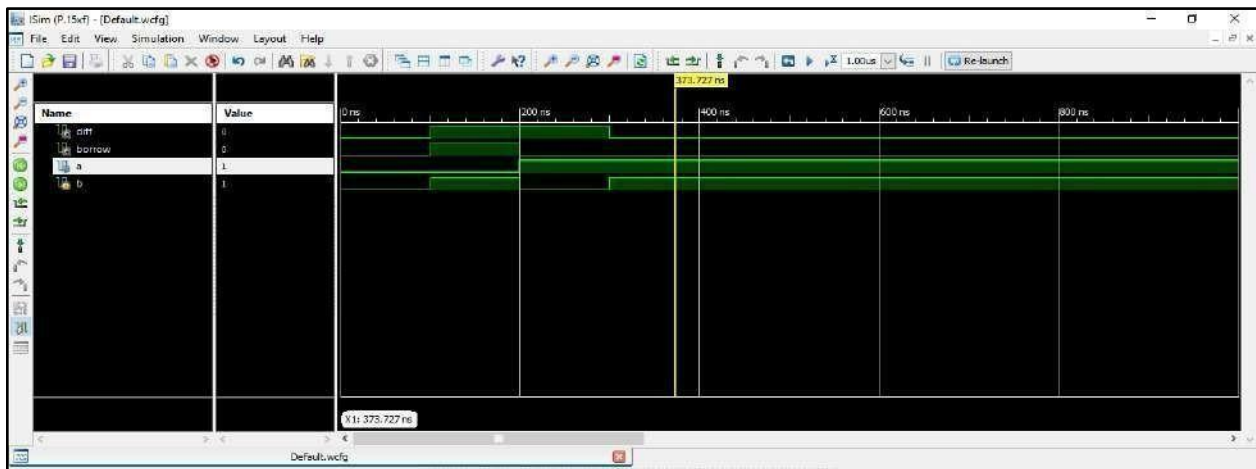 ISim (P.15xf) - [Default.wcfg]
File Edit View Simulation Window Layout Help
1.00us Re-launch
373.727 ns
Name Value 0 ns 200 ns 400 ns 600 ns 800 ns
diff 0
borrow 0
a 1
b 1
X1: 373.727 ns
Default.wcfg